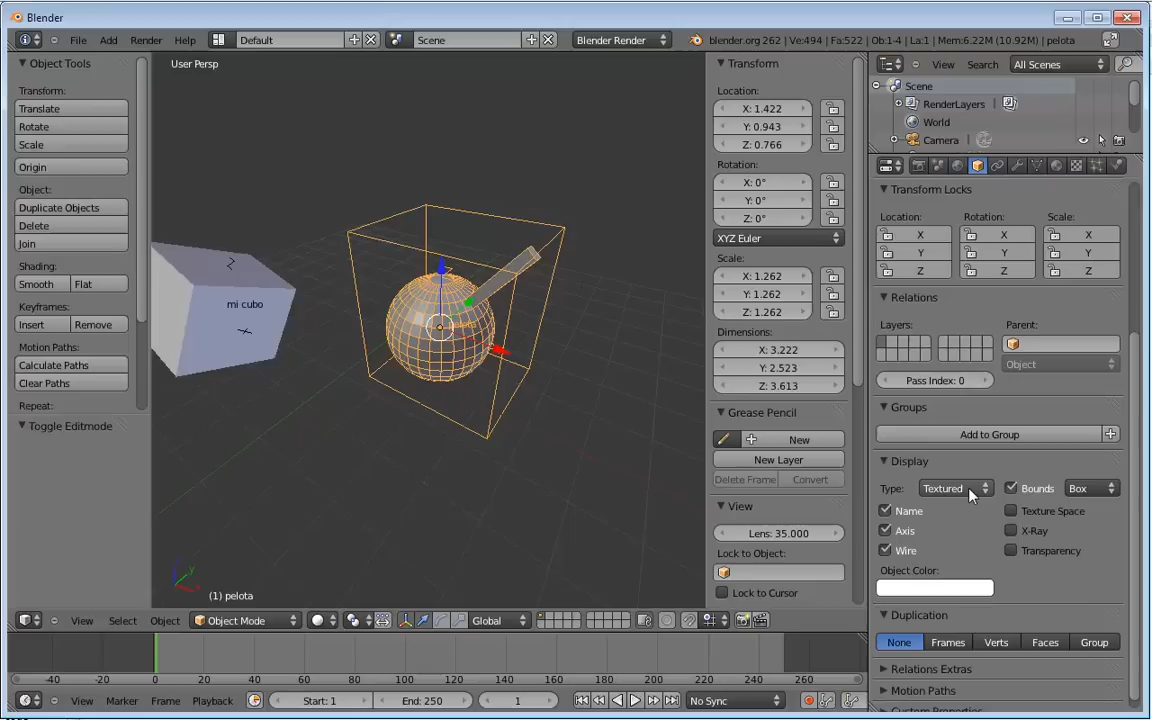 Blender
File Add Render Help Default Scene Blender Render blender.org 262 | Ve:494 | Fa:522 | Ob:1-4 | La:1 | Mem:6.22M (10.92M) | pelota
Object Tools
Transform:
Translate
Rotate
Scale
Origin
Object:
Duplicate Objects
Delete
Join
Shading:
Smooth Flat
Keyframes:
Insert Remove
Motion Paths:
Calculate Paths
Clear Paths
Repeat:
Toggle Editmode
User Persp
mi cubo
pelota
(1) pelota
Transform
Location:
X: 1.422
Y: 0.943
Z: 0.766
Rotation:
X: 0°
Y: 0°
Z: 0°
XYZ Euler
Scale:
X: 1.262
Y: 1.262
Z: 1.262
Dimensions:
X: 3.222
Y: 2.523
Z: 3.613
Grease Pencil
New
New Layer
Delete Frame Convert
View
Lens: 35.000
Lock to Object:
Lock to Cursor
View Search All Scenes
Scene
RenderLayers
World
Camera
Transform Locks
Location: Rotation: Scale:
X X X
Y Y Y
Z Z Z
Relations
Layers: Parent:
Object
Pass Index: 0
Groups
Add to Group
Display
Type: Textured Bounds Box
Name Texture Space
Axis X-Ray
Wire Transparency
Object Color:
Duplication
None Frames Verts Faces Group
Relations Extras
Motion Paths
Custom Properties
View Select Object Object Mode Global
-40 -20 0 20 40 60 80 100 120 140 160 180 200 220 240 260
View Marker Frame Playback Start: 1 End: 250 1 No Sync